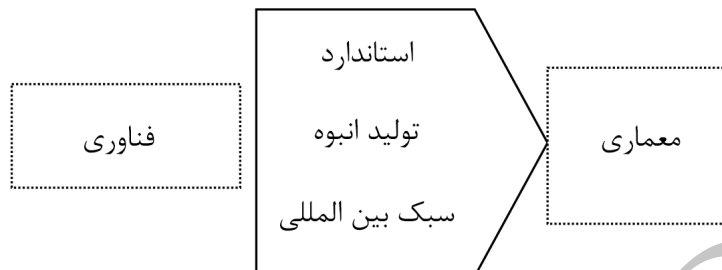 فناوری
استاندارد
تولید انبوه
سبک بین المللی
معماری